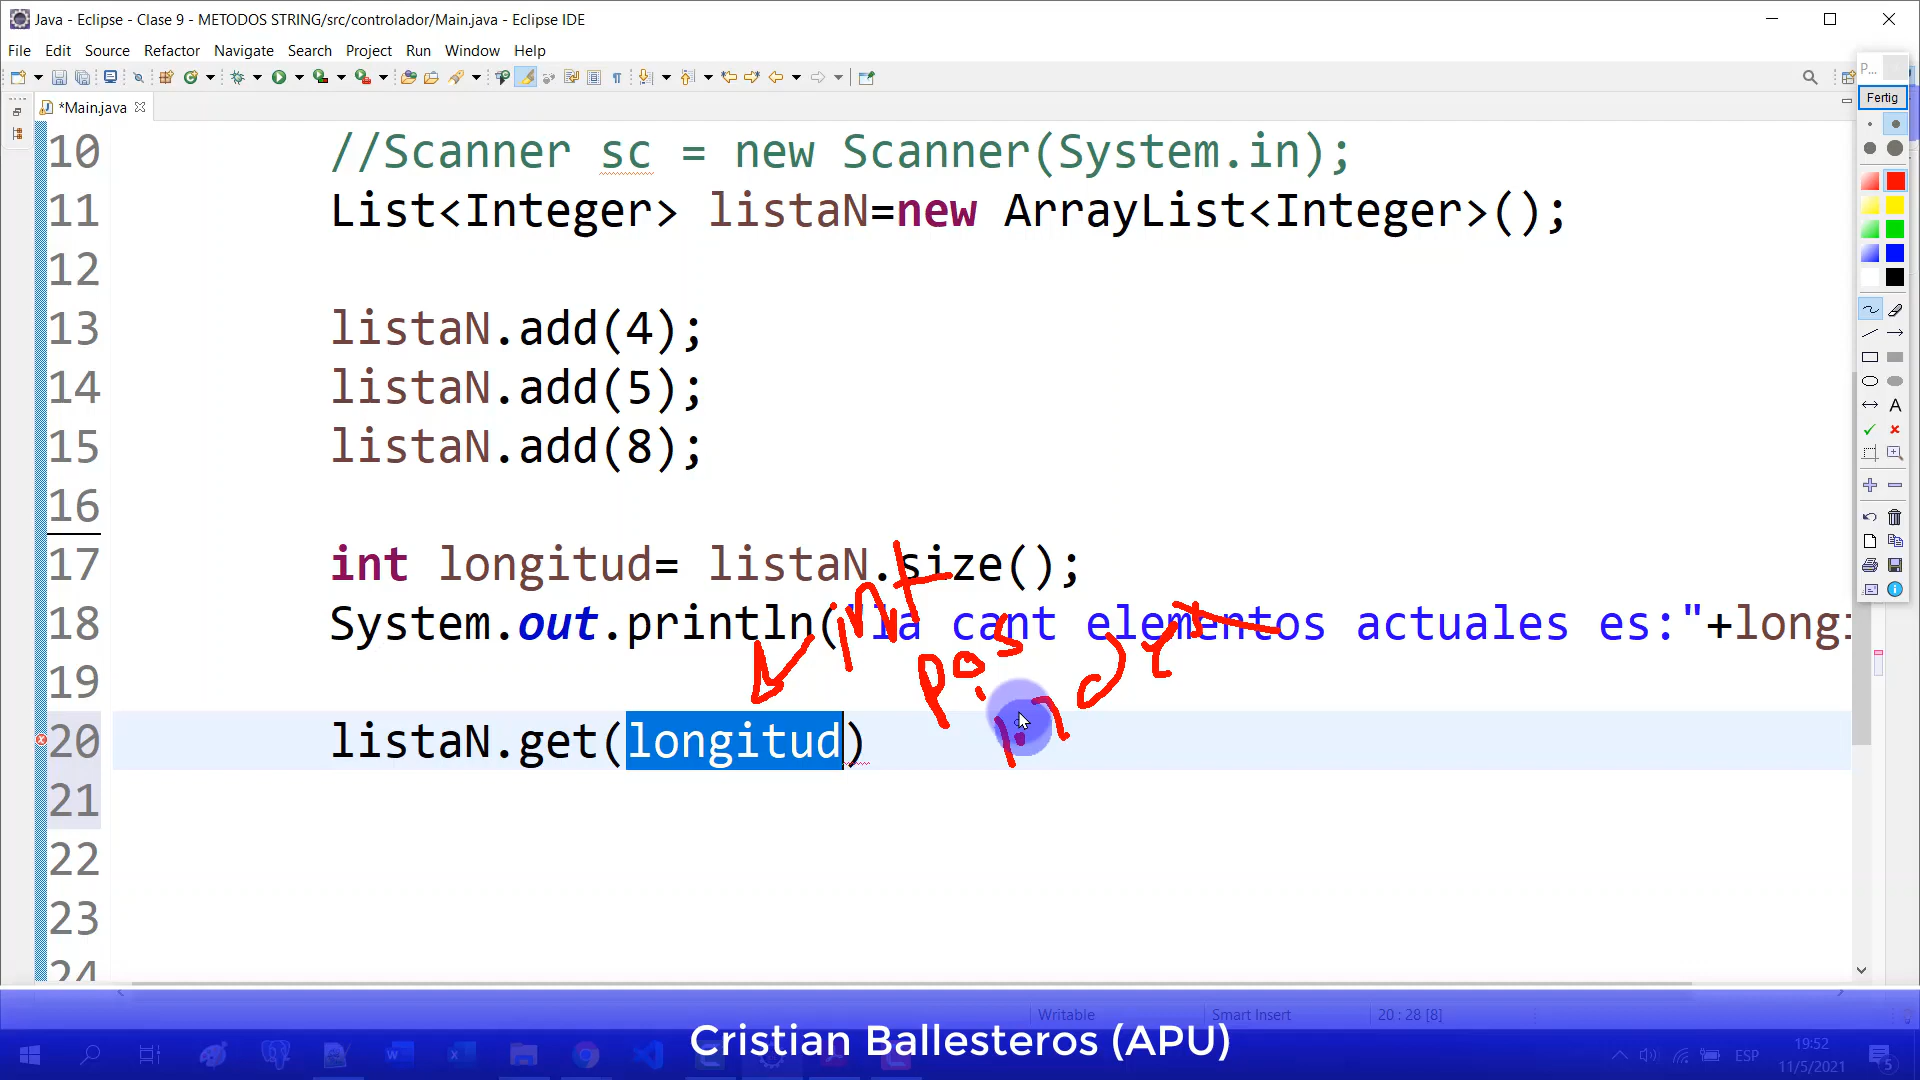 Java - Eclipse - Clase 9 - METODOS STRING/src/controlador/Main.java - Eclipse IDE
File Edit Source Refactor Navigate Search Project Run Window Help
P...
Fertig
*Main.java
10 //Scanner sc = new Scanner(System.in);
11 List<Integer> listaN=new ArrayList<Integer>();
12
13 listaN.add(4);
14 listaN.add(5);
15 listaN.add(8);
16
17 int longitud= listaN.size();
18 System.out.println("la cant elementos actuales es:"+longi
int
pos
index
19
20 listaN.get(longitud)
21
22
23
24
Writable Smart Insert 20 : 28 [8]
Cristian Ballesteros (APU)
ESP
19:52
11/5/2021
5